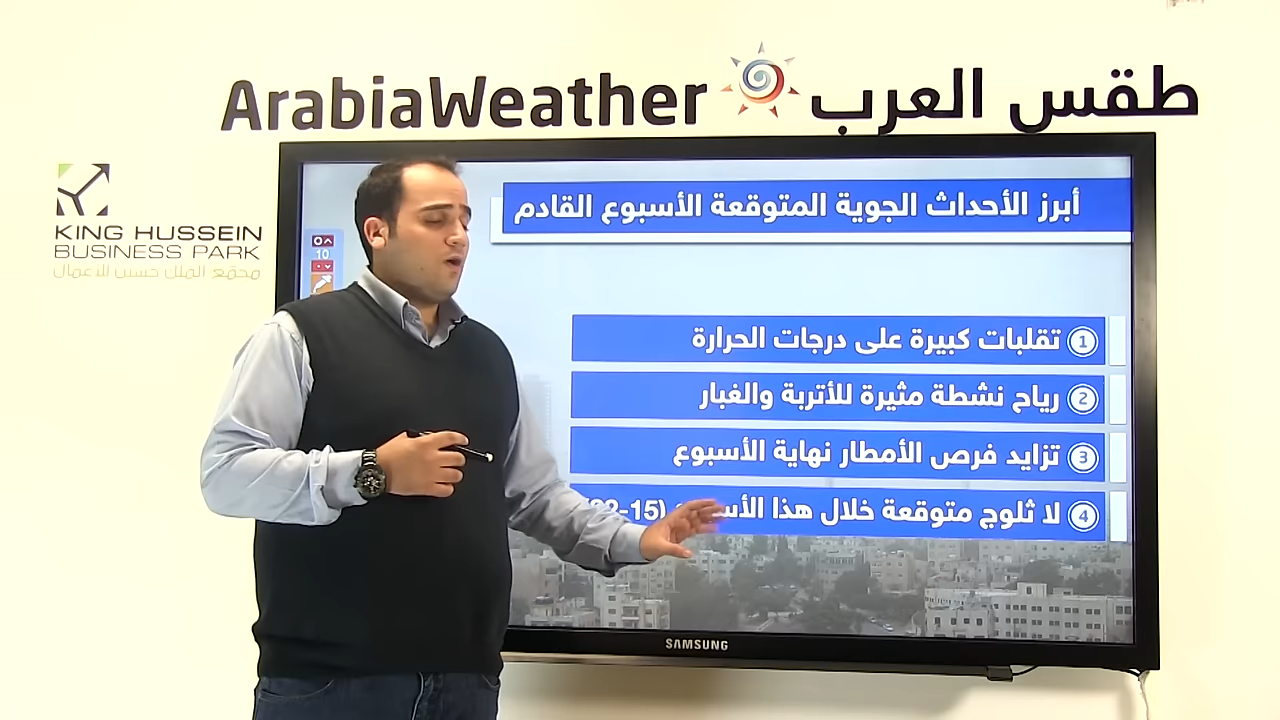 ArabiaWeather طقس العرب
KING HUSSEIN
BUSINESS PARK
مجمع الملك حسين للأعمال
أبرز الأحداث الجوية المتوقعة الأسبوع القادم
10
1 تقلبات كبيرة على درجات الحرارة
2 رياح نشطة مثيرة للأتربة والغبار
3 تزايد فرص الأمطار نهاية الأسبوع
4 لا ثلوج متوقعة خلال هذا (15-22
SAMSUNG